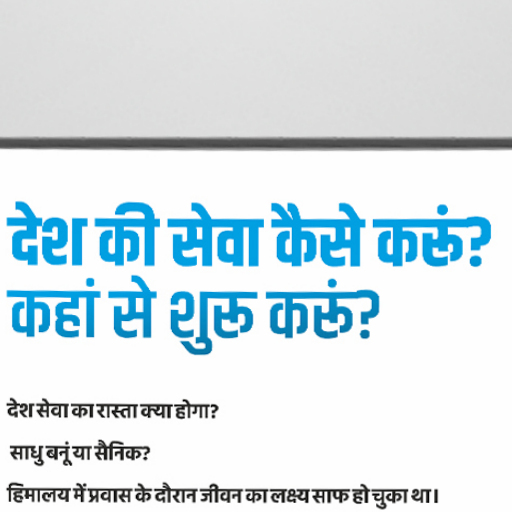 देश की सेवा कैसे करूं?
कहां से शुरू करूं?
देश सेवा का रास्ता क्या होगा?
साधु बनूं या सैनिक?
हिमालय में प्रवास के दौरान जीवन का लक्ष्य साफ हो चुका था।